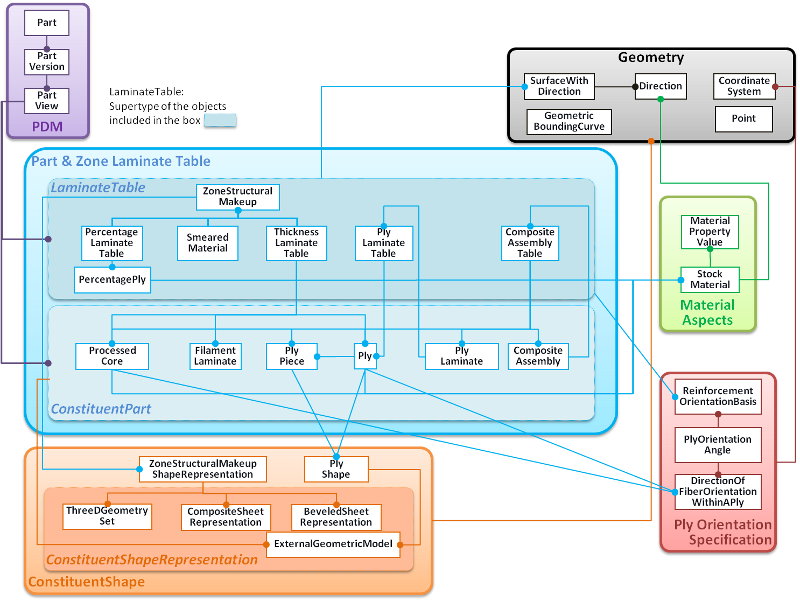 Part
Part
Version
Part
View
PDM
LaminateTable:
Supertype of the objects
included in the box
Geometry
SurfaceWith
Direction
Direction
Coordinate
System
Geometric
BoundingCurve
Point
Part & Zone Laminate Table
LaminateTable
ZoneStructural
Makeup
Percentage
Laminate
Table
Smeared
Material
Thickness
Laminate
Table
Ply
Laminate
Table
Composite
Assembly
Table
PercentagePly
Processed
Core
Filament
Laminate
Ply
Piece
Ply
Ply
Laminate
Composite
Assembly
ConstituentPart
Material
Property
Value
Stock
Material
Material
Aspects
Reinforcement
OrientationBasis
PlyOrientation
Angle
DirectionOf
FiberOrientation
WithinAPly
Ply Orientation
Specification
ZoneStructuralMakeup
ShapeRepresentation
Ply
Shape
ThreeDGeometry
Set
CompositeSheet
Representation
BeveledSheet
Representation
ExternalGeometricModel
ConstituentShapeRepresentation
ConstituentShape